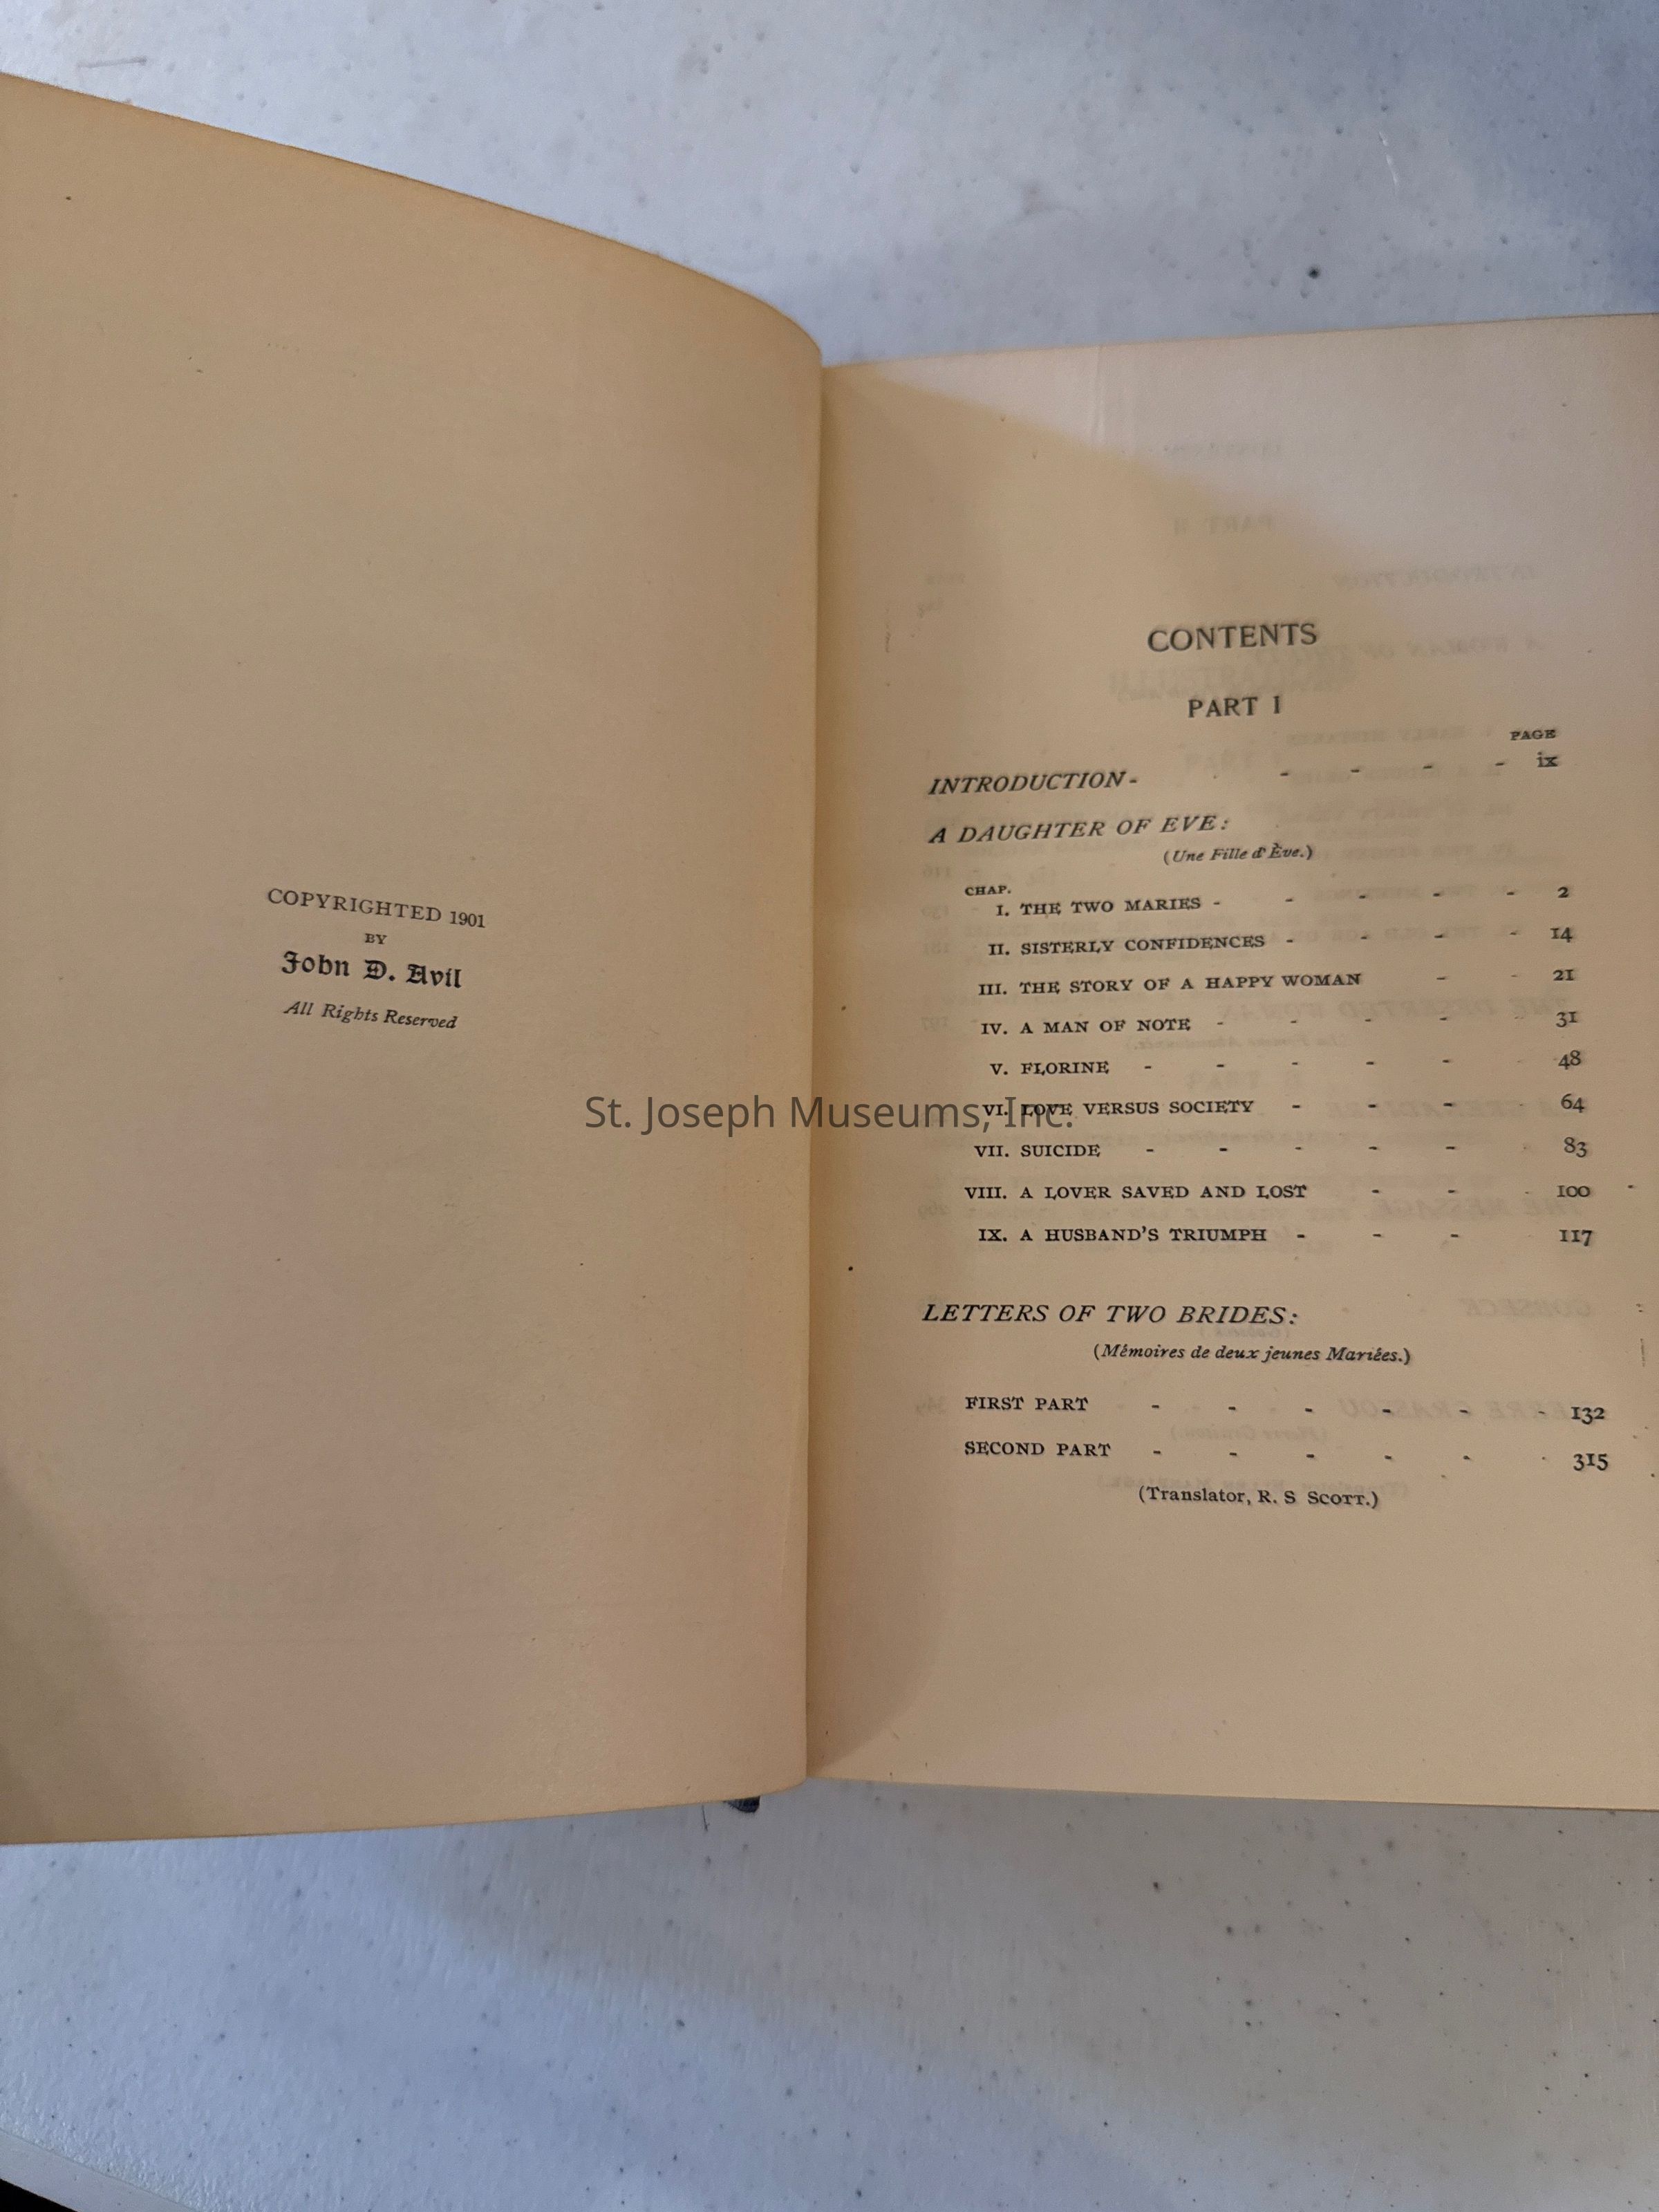 COPYRIGHTED 1901
BY
John D. Avil
All Rights Reserved
CONTENTS
PART I
PAGE
INTRODUCTION - - - - - ix
A DAUGHTER OF EVE:
(Une Fille d'Ève.)
CHAP.
I. THE TWO MARIES - - - - - 2
II. SISTERLY CONFIDENCES - - - - 14
III. THE STORY OF A HAPPY WOMAN - - 21
IV. A MAN OF NOTE - - - - - 31
V. FLORINE - - - - - - 48
VI. LOVE VERSUS SOCIETY - - - - 64
VII. SUICIDE - - - - - - 83
VIII. A LOVER SAVED AND LOST - - - 100
IX. A HUSBAND'S TRIUMPH - - - 117
LETTERS OF TWO BRIDES:
(Mémoires de deux jeunes Mariées.)
FIRST PART - - - - - - 132
SECOND PART - - - - - - 315
(Translator, R. S SCOTT.)
St. Joseph Museums, Inc.